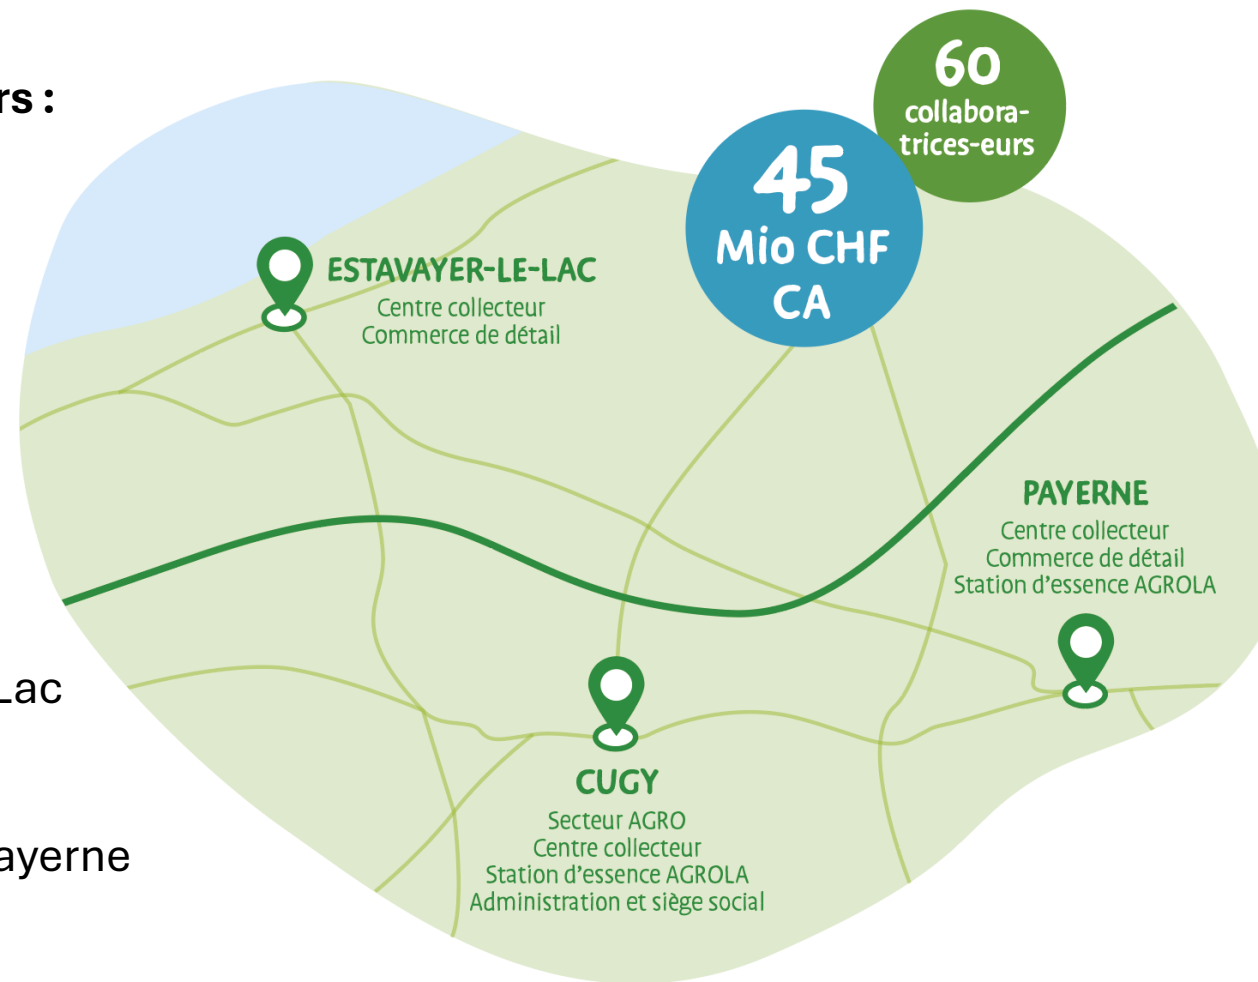 rs :
60
collabora-
trices-eurs
45
Mio CHF
CA
ESTAVAYER-LE-LAC
Centre collecteur
Commerce de détail
PAYERNE
Centre collecteur
Commerce de détail
Station d'essence AGROLA
Lac
ayerne
CUGY
Secteur AGRO
Centre collecteur
Station d'essence AGROLA
Administration et siège social